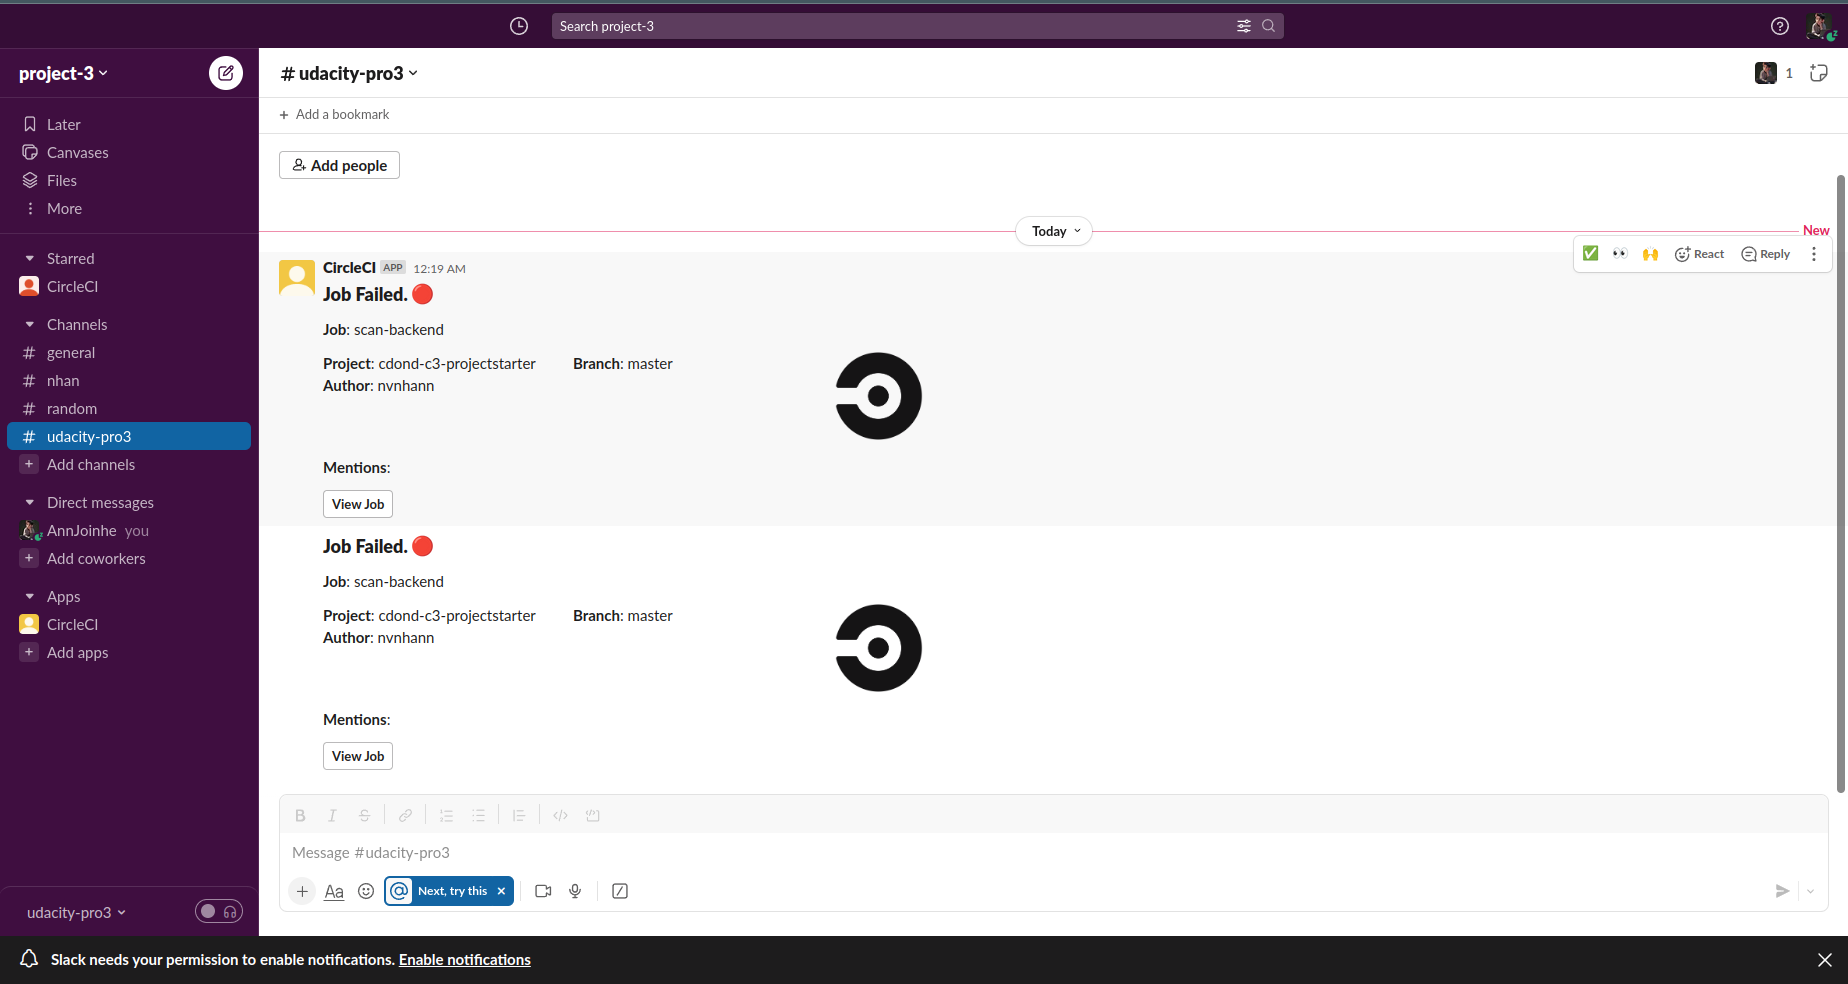 Search project-3
project-3
# udacity-pro3
1
+ Add a bookmark
Later
Canvases
Files
More
Add people
Today
New
Starred
CircleCI
Channels
# general
# nhan
# random
# udacity-pro3
+ Add channels
Direct messages
AnnJoinhe you
+ Add coworkers
Apps
CircleCI
+ Add apps
CircleCI APP 12:19 AM
React Reply
Job Failed.
Job: scan-backend
Project: cdond-c3-projectstarter Branch: master
Author: nvnhann
Mentions:
View Job
Job Failed.
Job: scan-backend
Project: cdond-c3-projectstarter Branch: master
Author: nvnhann
Mentions:
View Job
Message #udacity-pro3
Aa
@ Next, try this ×
udacity-pro3
Slack needs your permission to enable notifications. Enable notifications